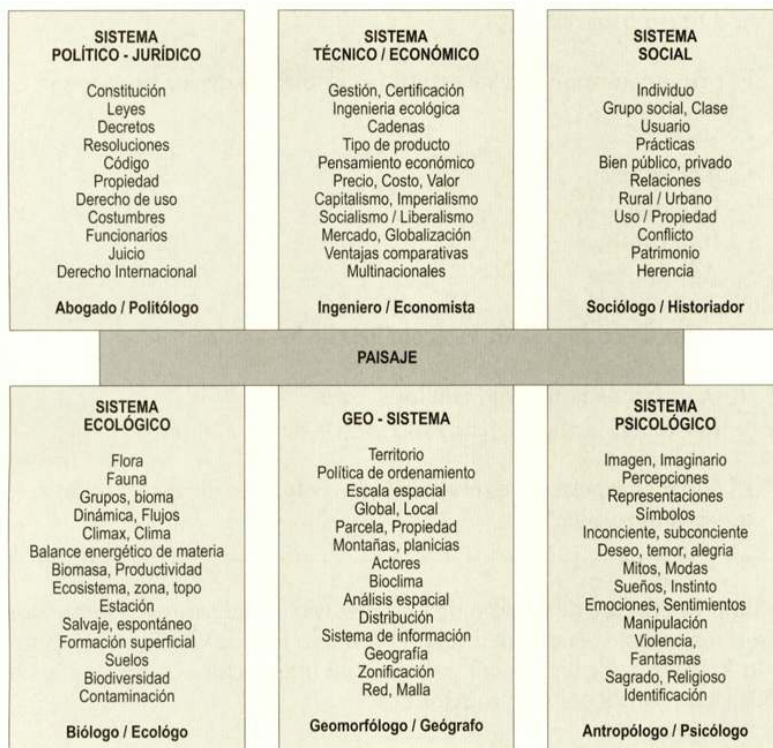 SISTEMA
POLÍTICO - JURÍDICO
Constitución
Leyes
Decretos
Resoluciones
Código
Propiedad
Derecho de uso
Costumbres
Funcionarios
Juicio
Derecho Internacional
Abogado / Politólogo
SISTEMA
TÉCNICO / ECONÓMICO
Gestión, Certificación
Ingenieria ecológica
Cadenas
Tipo de producto
Pensamiento económico
Precio, Costo, Valor
Capitalismo, Imperialismo
Socialismo / Liberalismo
Mercado, Globalización
Ventajas comparativas
Multinacionales
Ingeniero / Economista
SISTEMA
SOCIAL
Individuo
Grupo social, Clase
Usuario
Prácticas
Bien público, privado
Relaciones
Rural / Urbano
Uso / Propiedad
Conflicto
Patrimonio
Herencia
Sociólogo / Historiador
PAISAJE
SISTEMA
ECOLÓGICO
Flora
Fauna
Grupos, bioma
Dinámica, Flujos
Climax, Clima
Balance energético de materia
Biomasa, Productividad
Ecosistema, zona, topo
Estación
Salvaje, espontáneo
Formación superficial
Suelos
Biodiversidad
Contaminación
Biólogo / Ecológo
GEO - SISTEMA
Territorio
Política de ordenamiento
Escala espacial
Global, Local
Parcela, Propiedad
Montañas, planicias
Actores
Bioclima
Análisis espacial
Distribución
Sistema de información
Geografía
Zonificación
Red, Malla
Geomorfólogo / Geógrafo
SISTEMA
PSICOLÓGICO
Imagen, Imaginario
Percepciones
Representaciones
Símbolos
Inconciente, subconciente
Deseo, temor, alegria
Mitos, Modas
Sueños, Instinto
Emociones, Sentimientos
Manipulación
Violencia,
Fantasmas
Sagrado, Religioso
Identificación
Antropólogo / Psicólogo